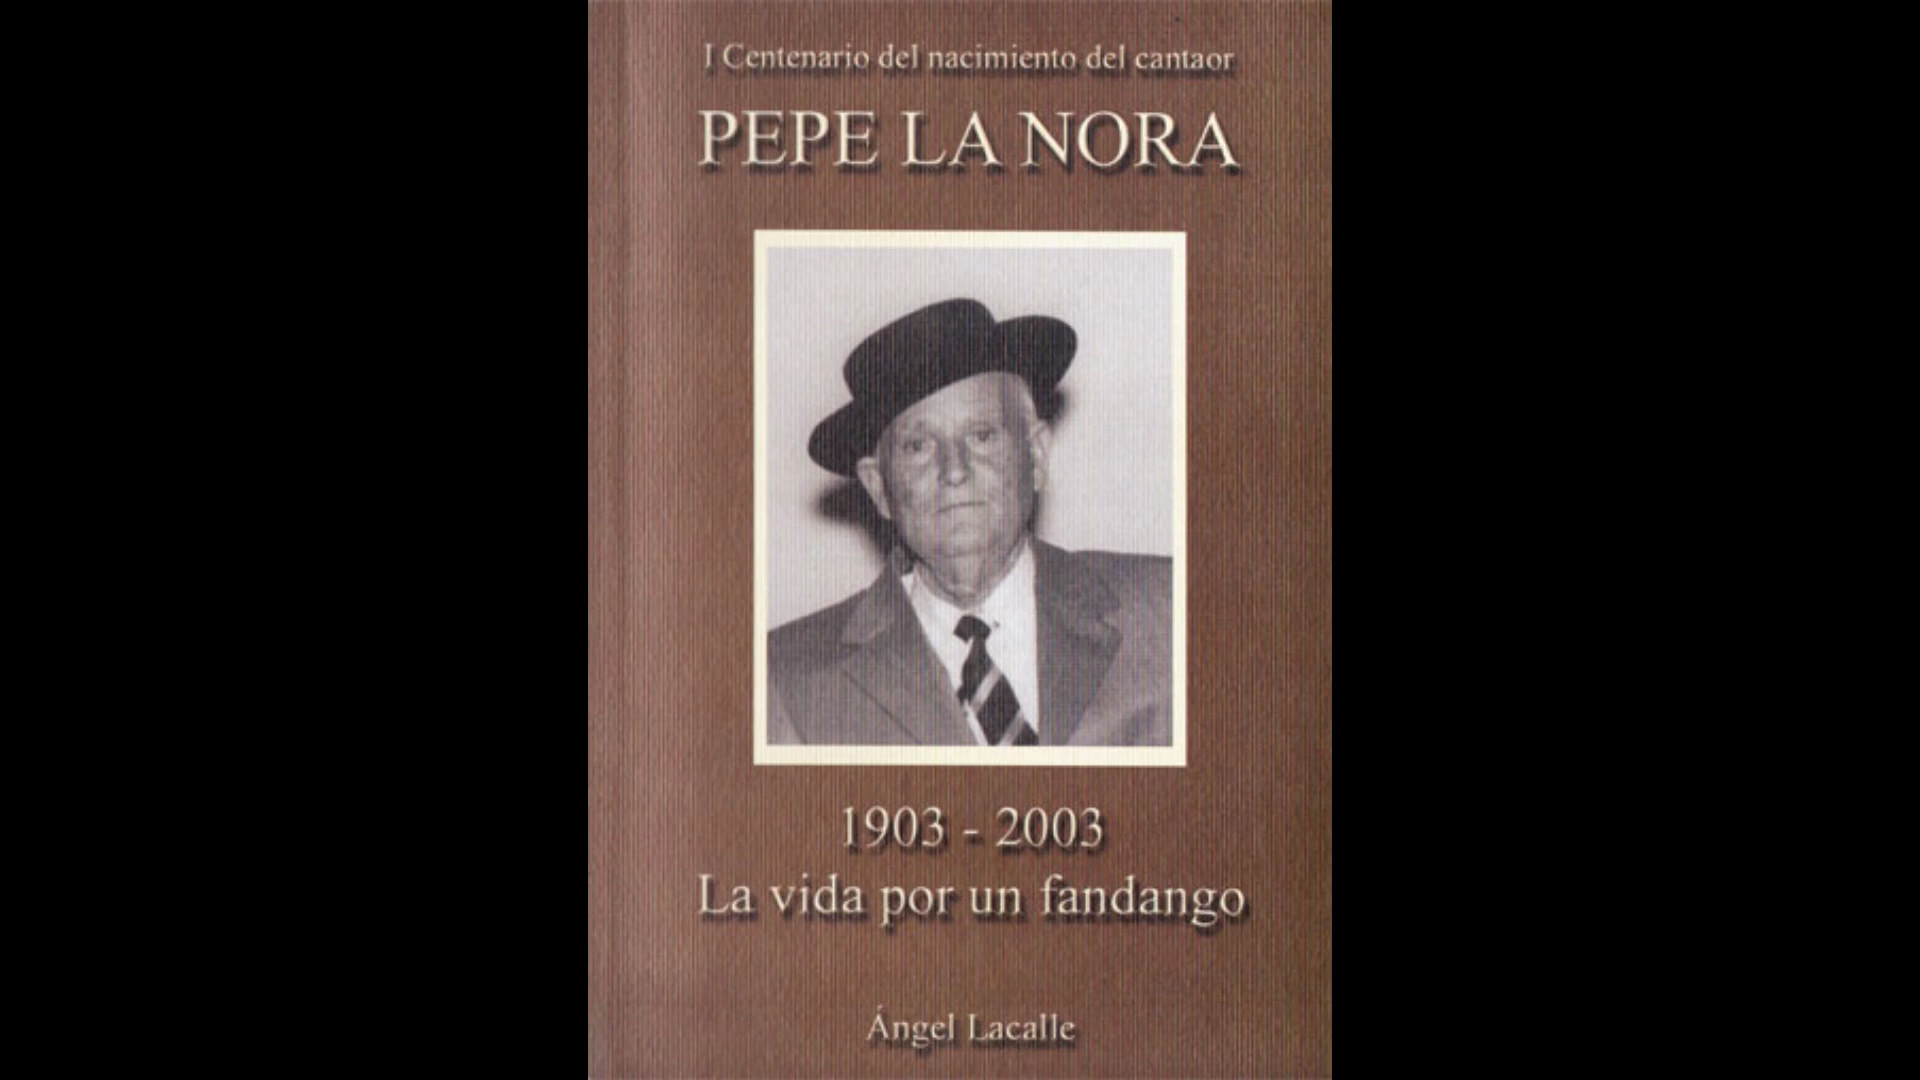 I Centenario del nacimiento del cantaor
PEPE LA NORA
1903 - 2003
La vida por un fandango
Ángel Lacalle